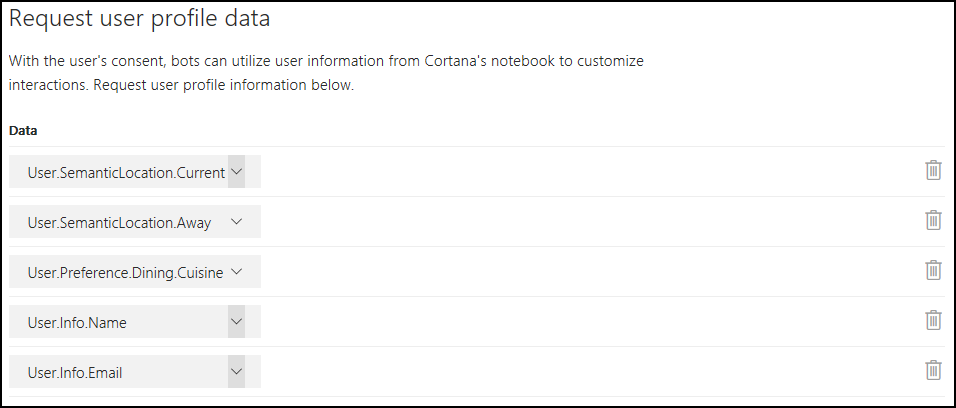 Request user profile data
With the user's consent, bots can utilize user information from Cortana's notebook to customize
interactions. Request user profile information below.
Data
User.SemanticLocation.Current
User.SemanticLocation.Away
User.Preference.Dining.Cuisine
User.Info.Name
User.Info.Email